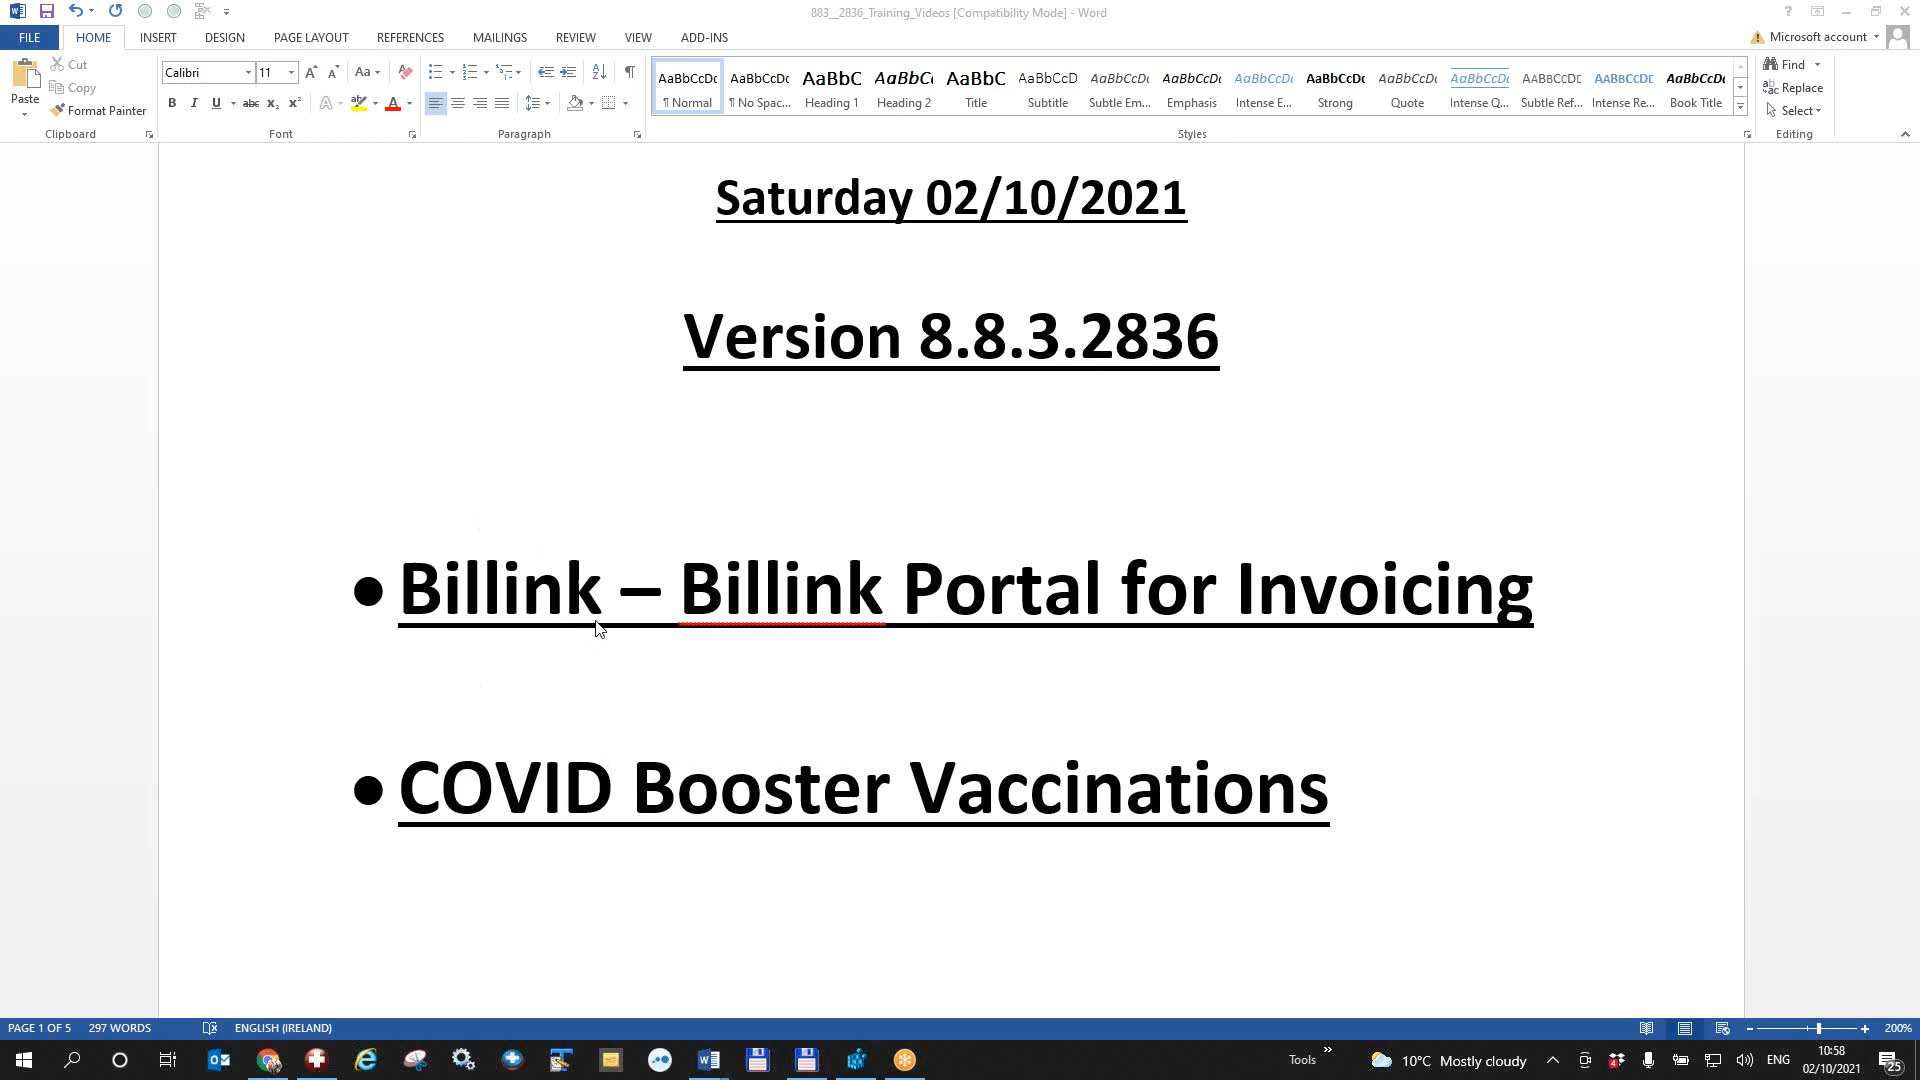 883__2836_Training_Videos [Compatibility Mode] - Word
FILE HOME INSERT DESIGN PAGE LAYOUT REFERENCES MAILINGS REVIEW VIEW ADD-INS Microsoft account
Paste
Cut
Copy
Format Painter
Clipboard
Calibri 11
Font
Paragraph
AaBbCcDc AaBbCcDc AaBbC AaBbC AaBbC AaBbCcD AaBbCcDc AaBbCcDc AaBbCcDc AaBbCcDc AaBbCcDc AaBbCcDc AABBCCDE AABBCCDE AaBbCcDc
¶ Normal ¶ No Spac... Heading 1 Heading 2 Title Subtitle Subtle Em... Emphasis Intense E... Strong Quote Intense Q... Subtle Ref... Intense Re... Book Title
Styles
Find
Replace
Select
Editing
Saturday 02/10/2021
Version 8.8.3.2836
• Billink – Billink Portal for Invoicing
• COVID Booster Vaccinations
PAGE 1 OF 5 297 WORDS ENGLISH (IRELAND) 200%
Tools » 10°C Mostly cloudy ENG 10:58
02/10/2021 25